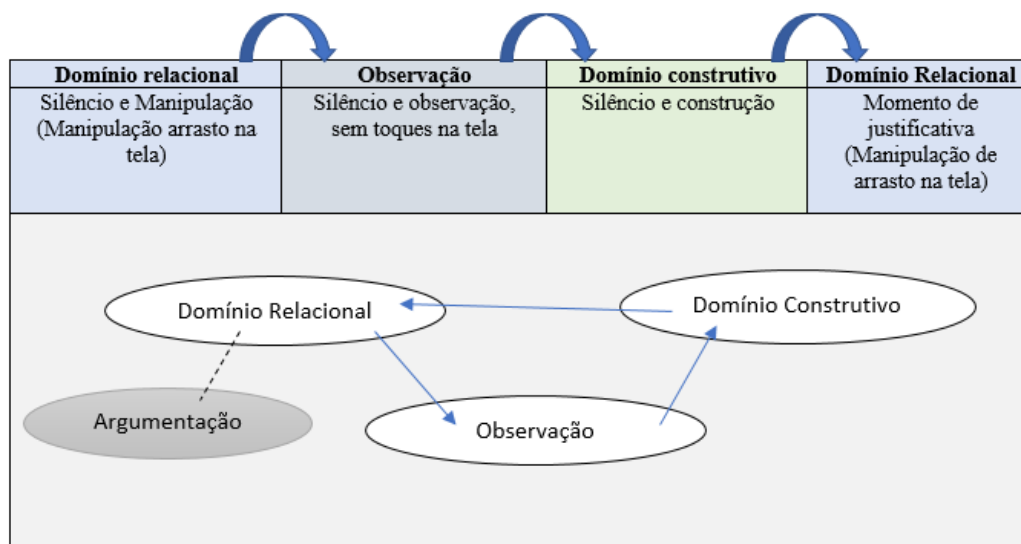 Domínio relacional
Silêncio e Manipulação
(Manipulação arrasto na
tela)
Observação
Silêncio e observação,
sem toques na tela
Domínio construtivo
Silêncio e construção
Domínio Relacional
Momento de
justificativa
(Manipulação de
arrasto na tela)
Domínio Relacional
Domínio Construtivo
Argumentação
Observação